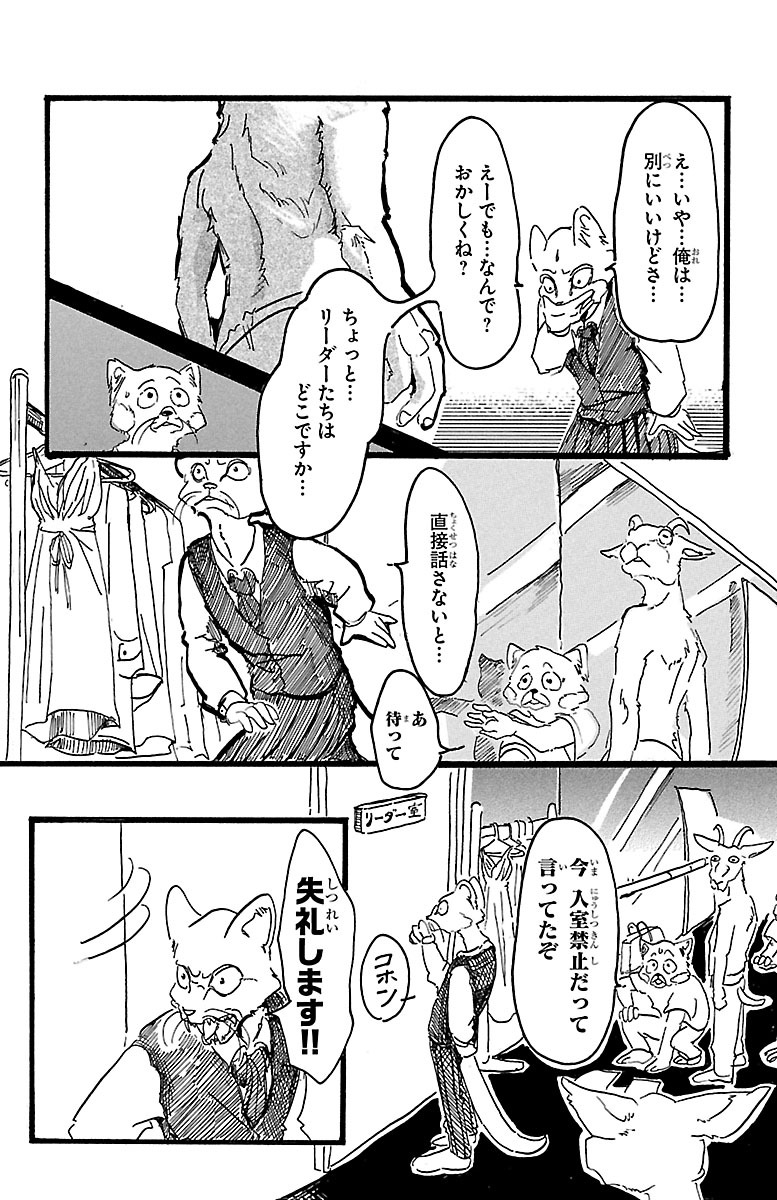 え…いや…俺は…
別にいいけどさ…
えーでも…なんで?
おかしくね?
ちょっと…
リーダーたちは
どこですか…
直接話さないと…
あ
待って
今 入室禁止だって
言ってたぞ
リーダー室
コホン
失礼します!!